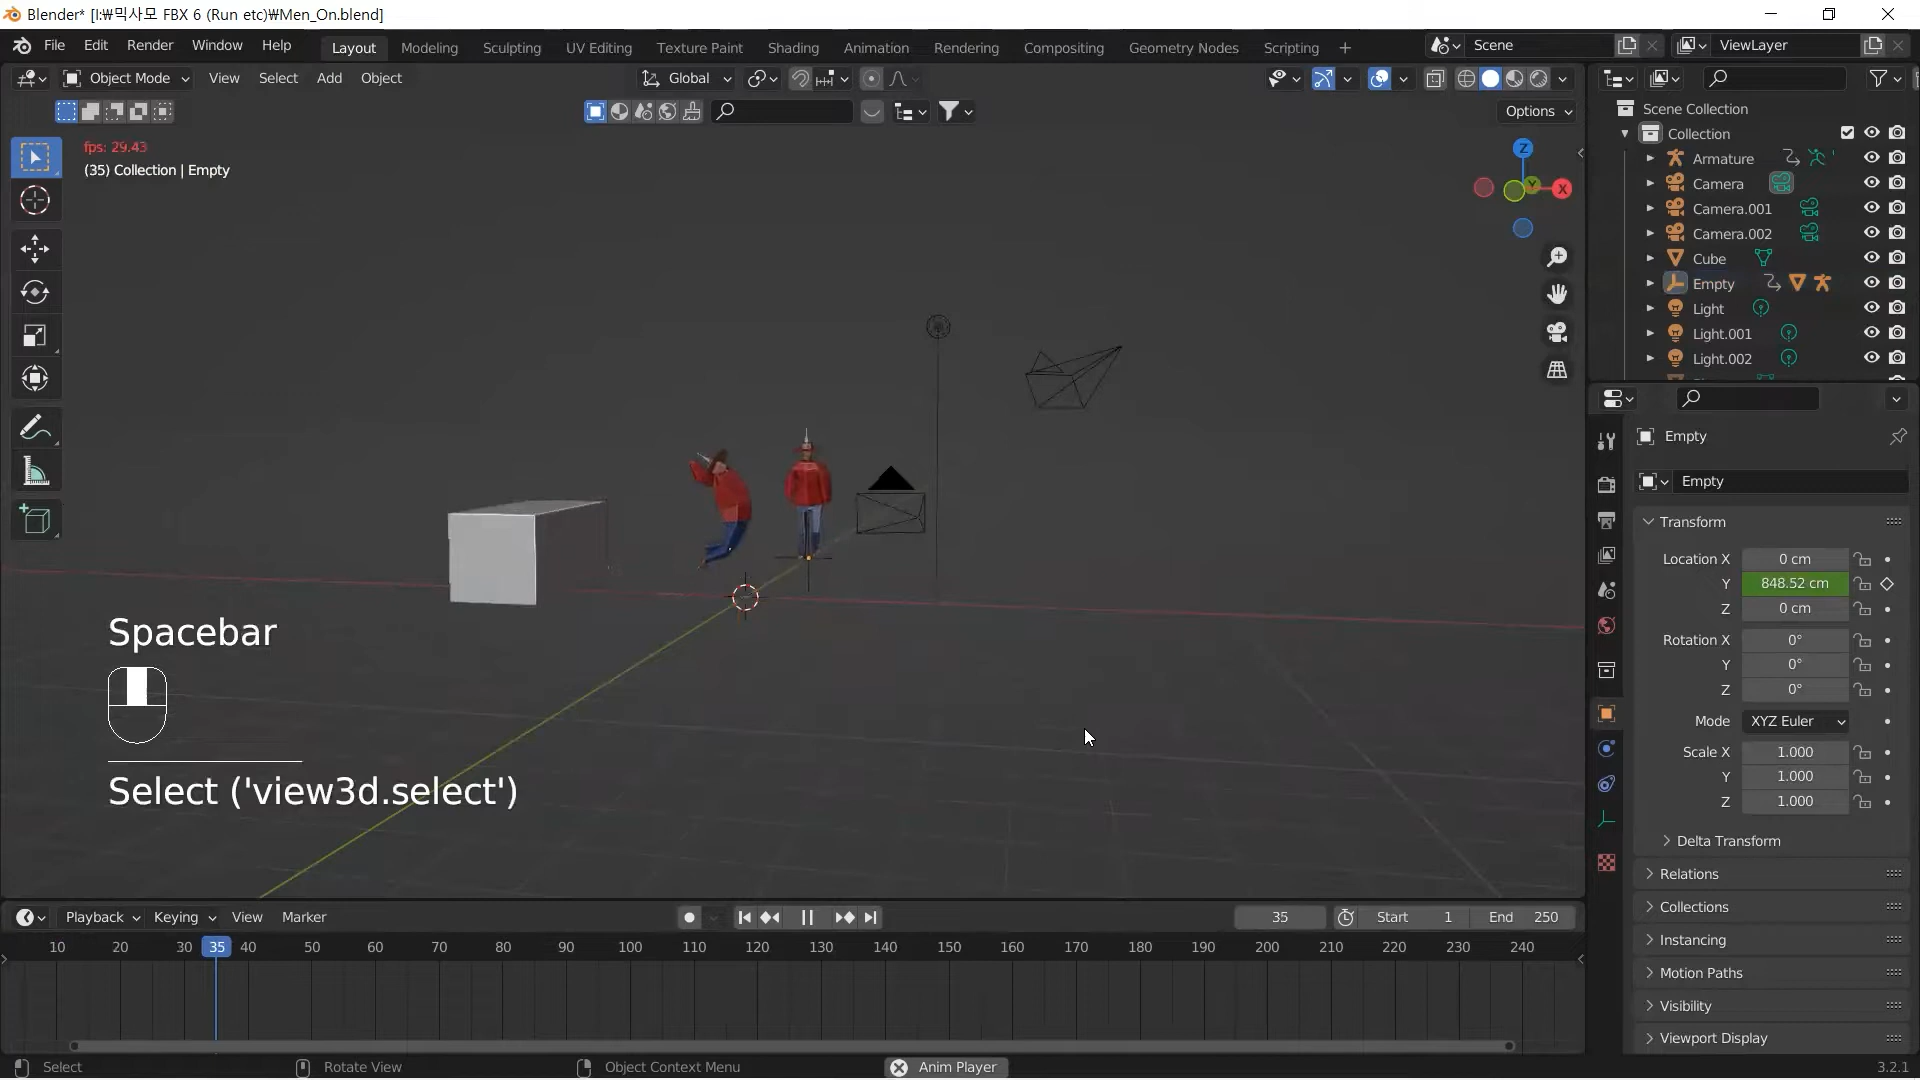 Blender* [I:₩믹사모 FBX 6 (Run etc)₩Men_On.blend]
File Edit Render Window Help
Layout Modeling Sculpting UV Editing Texture Paint Shading Animation Rendering Compositing Geometry Nodes Scripting +
Scene
ViewLayer
Object Mode View Select Add Object
Global
Options
fps: 29.43
(35) Collection | Empty
Z
Y
X
Spacebar
Select ('view3d.select')
Scene Collection
Collection
Armature
Camera
Camera.001
Camera.002
Cube
Empty
Light
Light.001
Light.002
Empty
Empty
Transform
Location X 0 cm
Y 848.52 cm
Z 0 cm
Rotation X 0°
Y 0°
Z 0°
Mode XYZ Euler
Scale X 1.000
Y 1.000
Z 1.000
Delta Transform
Relations
Collections
Instancing
Motion Paths
Visibility
Viewport Display
Playback Keying View Marker
35 Start 1 End 250
10 20 30 35 40 50 60 70 80 90 100 110 120 130 140 150 160 170 180 190 200 210 220 230 240
Select Rotate View Object Context Menu Anim Player 3.2.1